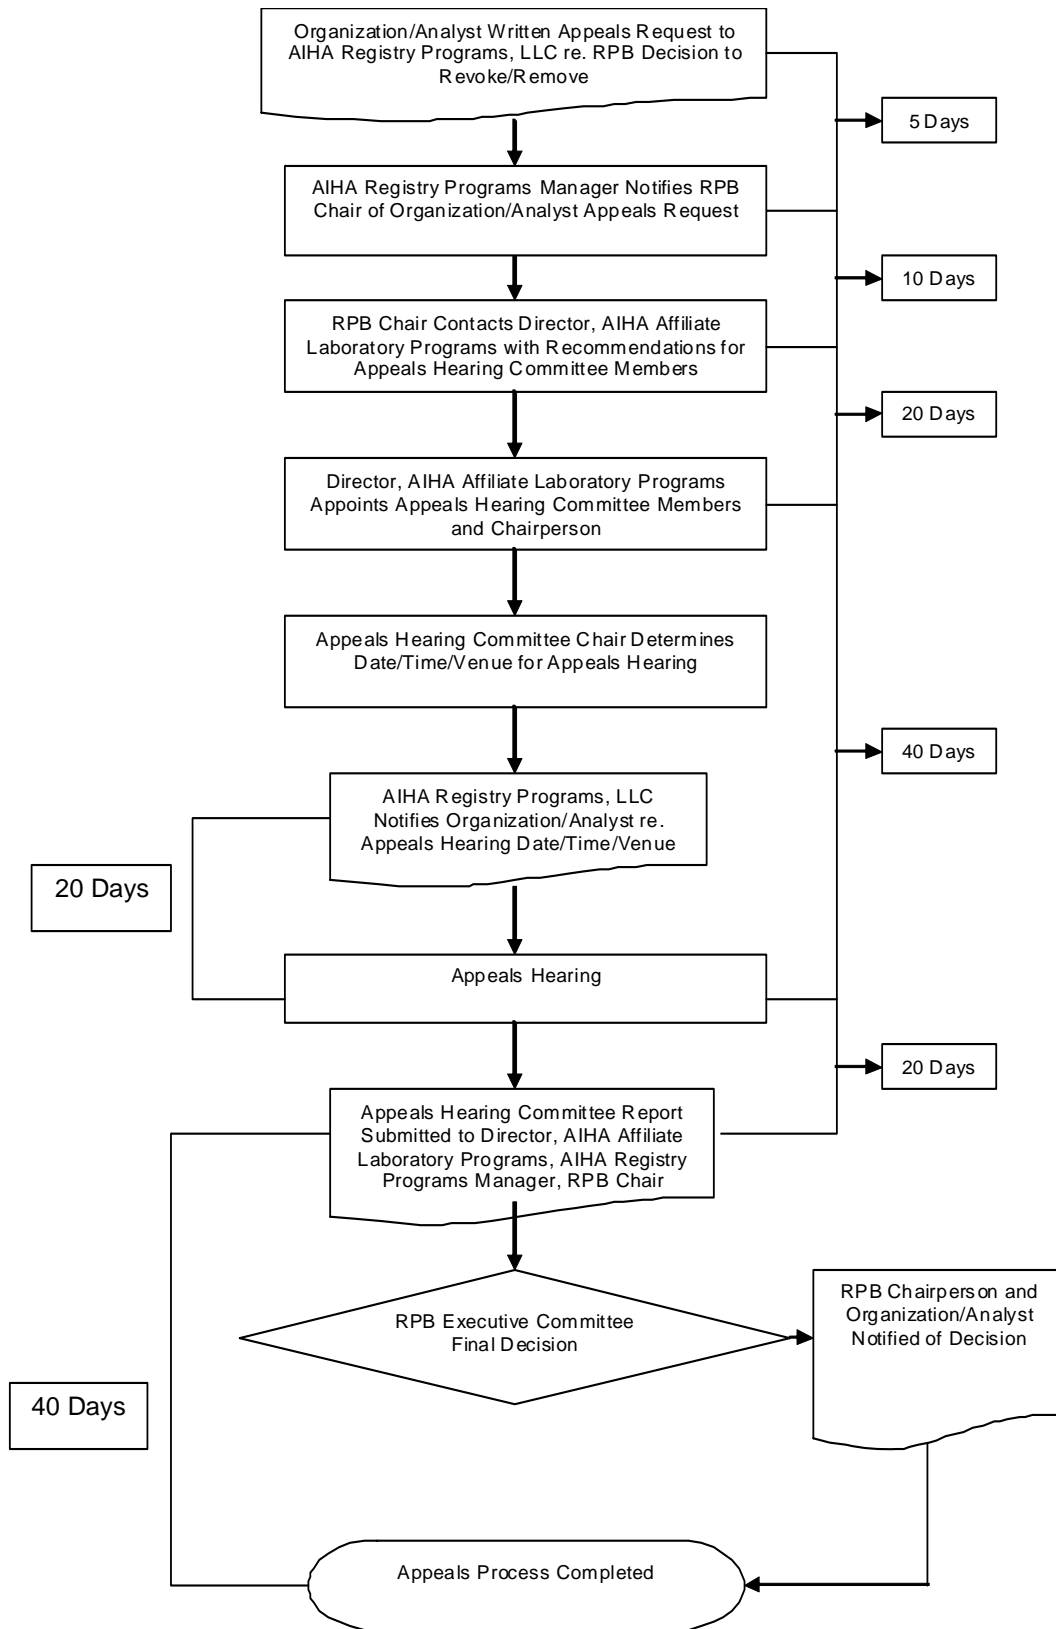 Organization/Analyst Written Appeals Request to
AIHA Registry Programs, LLC re. RPB Decision to
Revoke/Remove
5 Days
AIHA Registry Programs Manager Notifies RPB
Chair of Organization/Analyst Appeals Request
10 Days
RPB Chair Contacts Director, AIHA Affiliate
Laboratory Programs with Recommendations for
Appeals Hearing Committee Members
20 Days
Director, AIHA Affiliate Laboratory Programs
Appoints Appeals Hearing Committee Members
and Chairperson
Appeals Hearing Committee Chair Determines
Date/Time/Venue for Appeals Hearing
40 Days
AIHA Registry Programs, LLC
Notifies Organization/Analyst re.
Appeals Hearing Date/Time/Venue
20 Days
Appeals Hearing
20 Days
Appeals Hearing Committee Report
Submitted to Director, AIHA Affiliate
Laboratory Programs, AIHA Registry
Programs Manager, RPB Chair
RPB Executive Committee
Final Decision
RPB Chairperson and
Organization/Analyst
Notified of Decision
40 Days
Appeals Process Completed